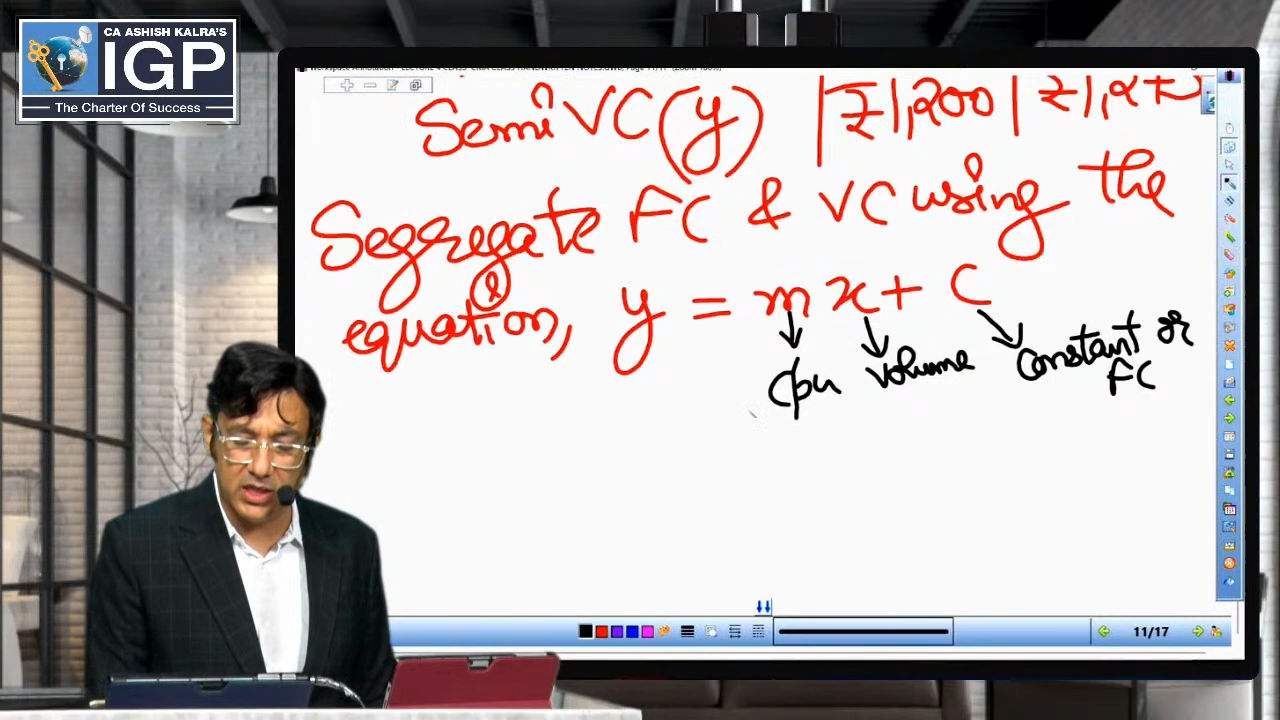 CA ASHISH KALRA'S
IGP
The Charter Of Success
Semi VC (y) | ₹1,200 |
Segregate FC & VC using the
equation, y = mx + C
Cpu Volume Constant or
FC
11/17